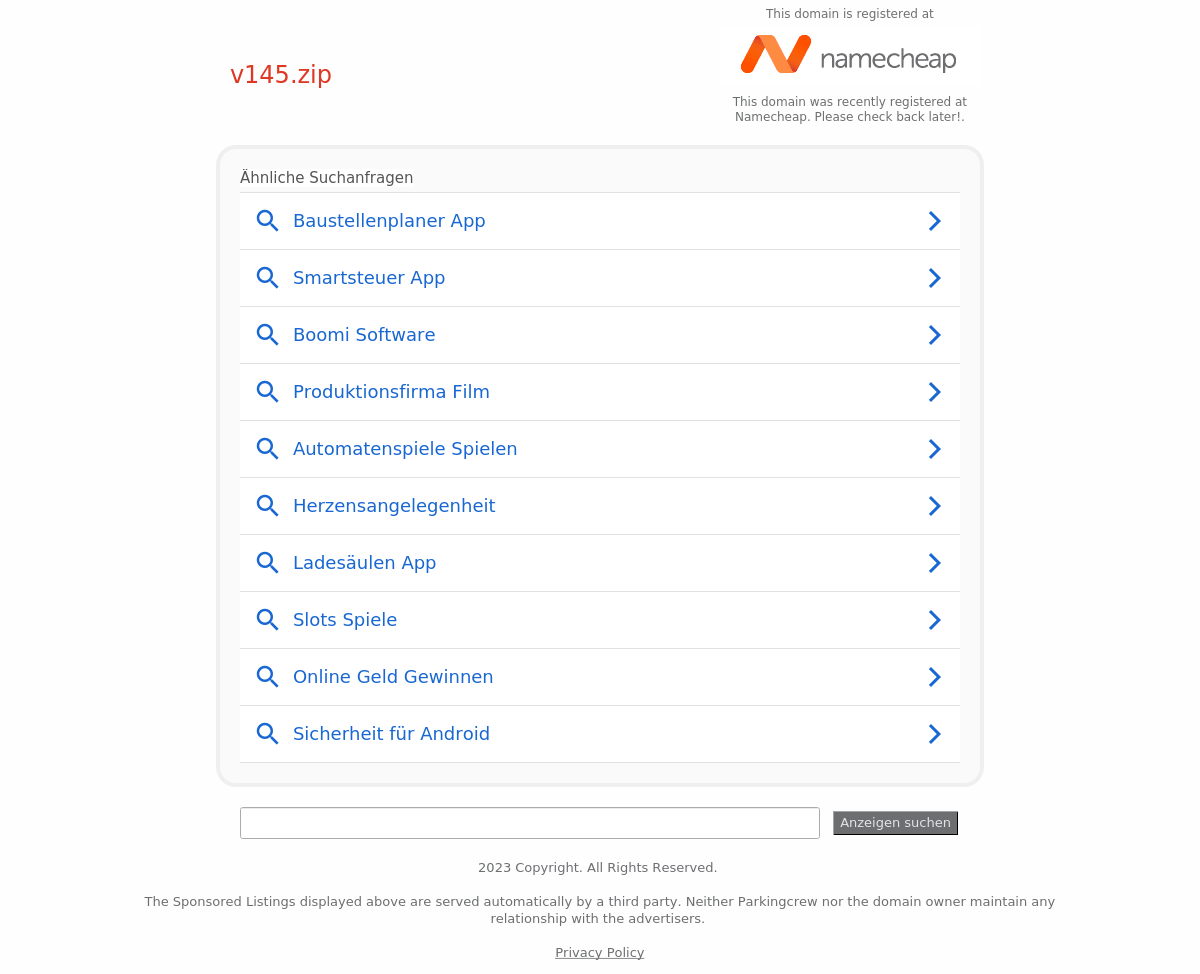 This domain is registered at
namecheap
v145.zip
This domain was recently registered at
Namecheap. Please check back later!.
Ähnliche Suchanfragen
Baustellenplaner App
Smartsteuer App
Boomi Software
Produktionsfirma Film
Automatenspiele Spielen
Herzensangelegenheit
Ladesäulen App
Slots Spiele
Online Geld Gewinnen
Sicherheit für Android
Anzeigen suchen
2023 Copyright. All Rights Reserved.
The Sponsored Listings displayed above are served automatically by a third party. Neither Parkingcrew nor the domain owner maintain any
relationship with the advertisers.
Privacy Policy